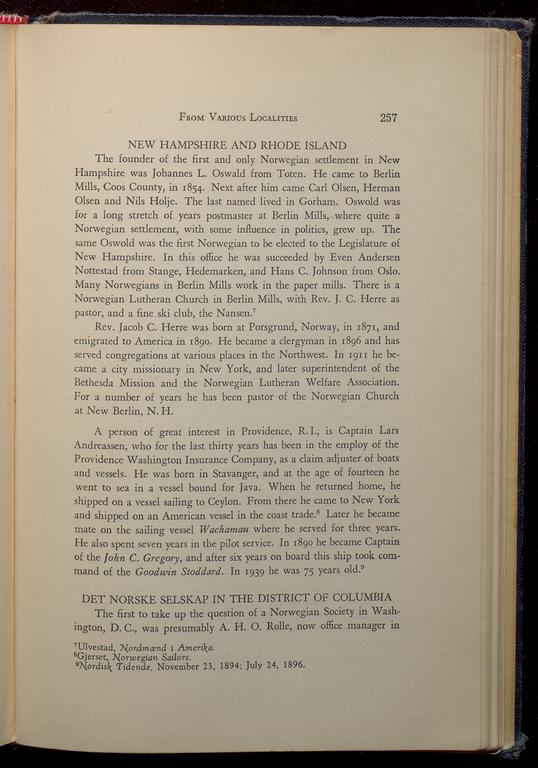 From Various Localities 257
NEW HAMPSHIRE AND RHODE ISLAND
The founder of the first and only Norwegian settlement in New
Hampshire was Johannes L. Oswald from Toten. He came to Berlin
Mills, Coos County, in 1854. Next after him came Carl Olsen, Herman
Olsen and Nils Holje. The last named lived in Gorham. Oswold was
for a long stretch of years postmaster at Berlin Mills, where quite a
Norwegian settlement, with some influence in politics, grew up. The
same Oswold was the first Norwegian to be elected to the Legislature of
New Hampshire. In this office he was succeeded by Even Andersen
Nottestad from Stange, Hedemarken, and Hans C. Johnson from Oslo.
Many Norwegians in Berlin Mills work in the paper mills. There is a
Norwegian Lutheran Church in Berlin Mills, with Rev. J. C. Herre as
pastor, and a fine ski club, the Nansen.⁷
Rev. Jacob C. Herre was born at Porsgrund, Norway, in 1871, and
emigrated to America in 1890. He became a clergyman in 1896 and has
served congregations at various places in the Northwest. In 1911 he be-
came a city missionary in New York, and later superintendent of the
Bethesda Mission and the Norwegian Lutheran Welfare Association.
For a number of years he has been pastor of the Norwegian Church
at New Berlin, N. H.
A person of great interest in Providence, R. I., is Captain Lars
Andreassen, who for the last thirty years has been in the employ of the
Providence Washington Insurance Company, as a claim adjuster of boats
and vessels. He was born in Stavanger, and at the age of fourteen he
went to sea in a vessel bound for Java. When he returned home, he
shipped on a vessel sailing to Ceylon. From there he came to New York
and shipped on an American vessel in the coast trade.⁸ Later he became
mate on the sailing vessel Wachamau where he served for three years.
He also spent seven years in the pilot service. In 1890 he became Captain
of the John C. Gregory, and after six years on board this ship took com-
mand of the Goodwin Stoddard. In 1939 he was 75 years old.⁹
DET NORSKE SELSKAP IN THE DISTRICT OF COLUMBIA
The first to take up the question of a Norwegian Society in Wash-
ington, D. C., was presumably A. H. O. Rolle, now office manager in
⁷Ulvestad, Nordmænd i Amerika.
⁸Gjerset, Norwegian Sailors.
⁹Nordisk Tidende, November 23, 1894; July 24, 1896.